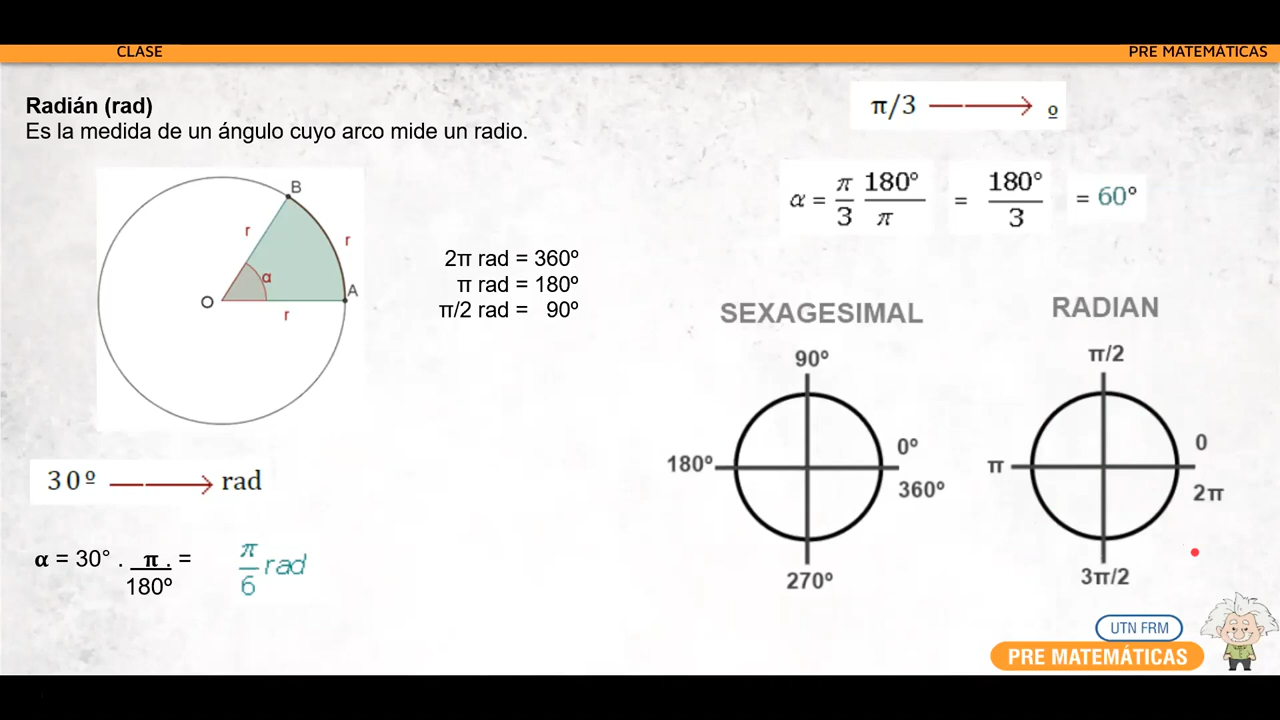 CLASE
PRE MATEMÁTICAS
Radián (rad)
Es la medida de un ángulo cuyo arco mide un radio.
B
r
r
α
O
A
r
2π rad = 360º
π rad = 180º
π/2 rad = 90º
30º ⟶ rad
α = 30° . π . =
180º
π/6 rad
π/3 ⟶ º
α = π/3 180°/π = 180°/3 = 60°
SEXAGESIMAL
90º
180º
0º
360º
270º
RADIAN
π/2
π
0
2π
3π/2
UTN FRM
PRE MATEMÁTICAS